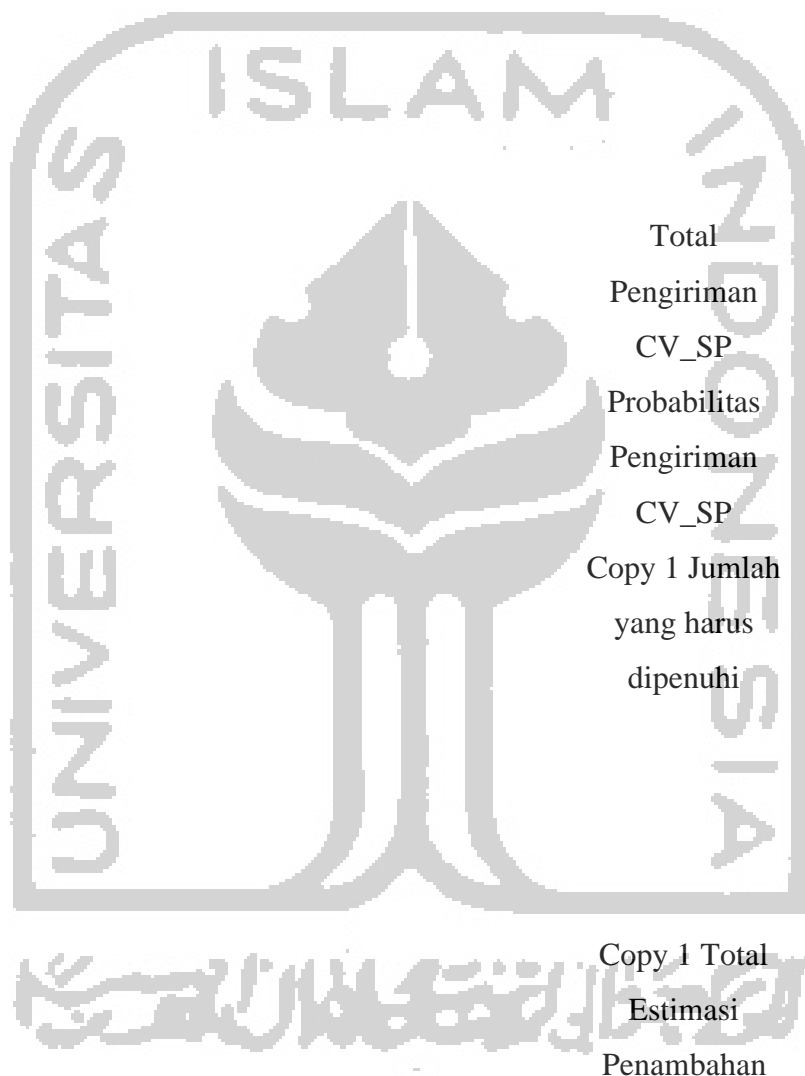 ISLAM
UNIVERSITAS
INDONESIA
Total
Pengiriman
CV_SP
Probabilitas
Pengiriman
CV_SP
Copy 1 Jumlah
yang harus
dipenuhi
Copy 1 Total
Estimasi
Penambahan